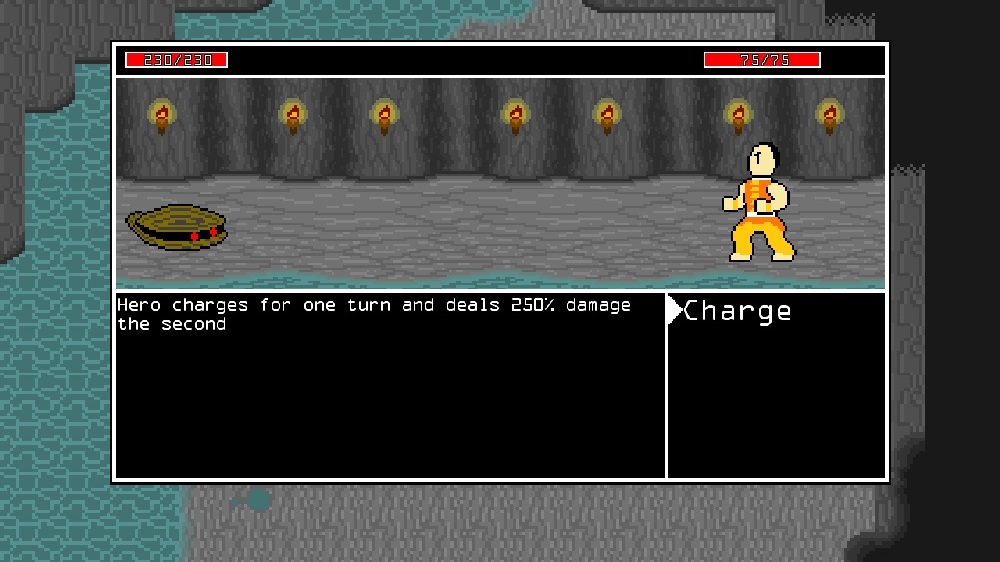 230/230
75/75
Hero charges for one turn and deals 250% damage
the second
Charge